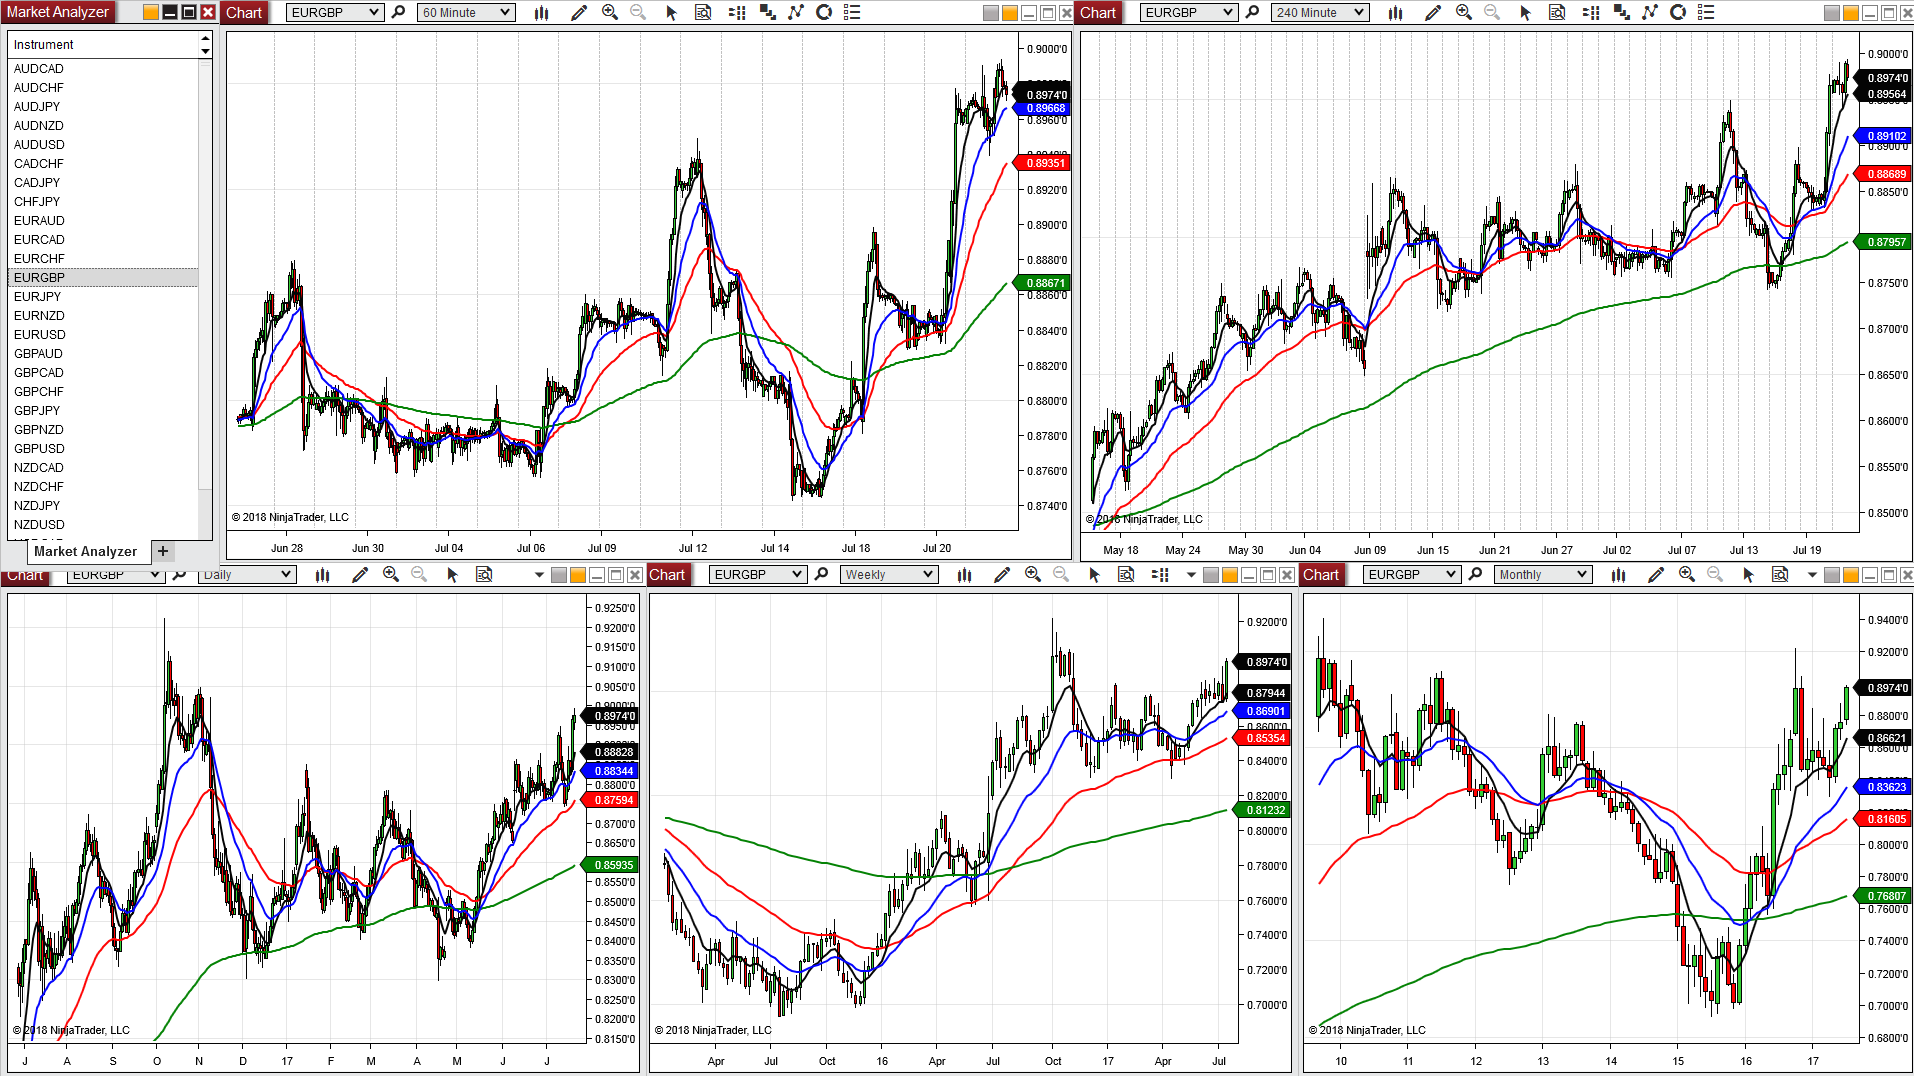 Market Analyzer
Instrument
AUDCAD
AUDCHF
AUDJPY
AUDNZD
AUDUSD
CADCHF
CADJPY
CHFJPY
EURAUD
EURCAD
EURCHF
EURGBP
EURJPY
EURNZD
EURUSD
GBPAUD
GBPCAD
GBPCHF
GBPJPY
GBPNZD
GBPUSD
NZDCAD
NZDCHF
NZDJPY
NZDUSD
Market Analyzer +
Chart EURGBP 60 Minute
0.9000'0
0.8974'0
0.89668
0.8960'0
0.89351
0.8920'0
0.8900'0
0.8880'0
0.88671
0.8860'0
0.8840'0
0.8820'0
0.8800'0
0.8780'0
0.8760'0
0.8740'0
© 2018 NinjaTrader, LLC
Jun 28 Jun 30 Jul 04 Jul 06 Jul 09 Jul 12 Jul 14 Jul 18 Jul 20
Chart EURGBP 240 Minute
0.9000'0
0.8974'0
0.89564
0.89102
0.8900'0
0.88689
0.8850'0
0.87957
0.8750'0
0.8700'0
0.8650'0
0.8600'0
0.8550'0
0.8500'0
© 2018 NinjaTrader, LLC
May 18 May 24 May 30 Jun 04 Jun 09 Jun 15 Jun 21 Jun 27 Jul 02 Jul 07 Jul 13 Jul 19
Chart EURGBP Daily
0.9250'0
0.9200'0
0.9150'0
0.9100'0
0.9050'0
0.9000'0
0.8974'0
0.8950'0
0.88828
0.88344
0.8800'0
0.87594
0.8700'0
0.8650'0
0.8600'0
0.85935
0.8550'0
0.8500'0
0.8450'0
0.8400'0
0.8350'0
0.8300'0
0.8250'0
0.8200'0
0.8150'0
© 2018 NinjaTrader, LLC
J A S O N D 17 F M A M J J
Chart EURGBP Weekly
0.9200'0
0.8974'0
0.87944
0.86901
0.8600'0
0.85354
0.8400'0
0.8200'0
0.81232
0.8000'0
0.7800'0
0.7600'0
0.7400'0
0.7200'0
0.7000'0
© 2018 NinjaTrader, LLC
Apr Jul Oct 16 Apr Jul Oct 17 Apr Jul
Chart EURGBP Monthly
0.9400'0
0.9200'0
0.8974'0
0.8800'0
0.86621
0.8600'0
0.83623
0.81605
0.8000'0
0.7800'0
0.76807
0.7600'0
0.7400'0
0.7200'0
0.7000'0
0.6800'0
© 2018 NinjaTrader, LLC
10 11 12 13 14 15 16 17